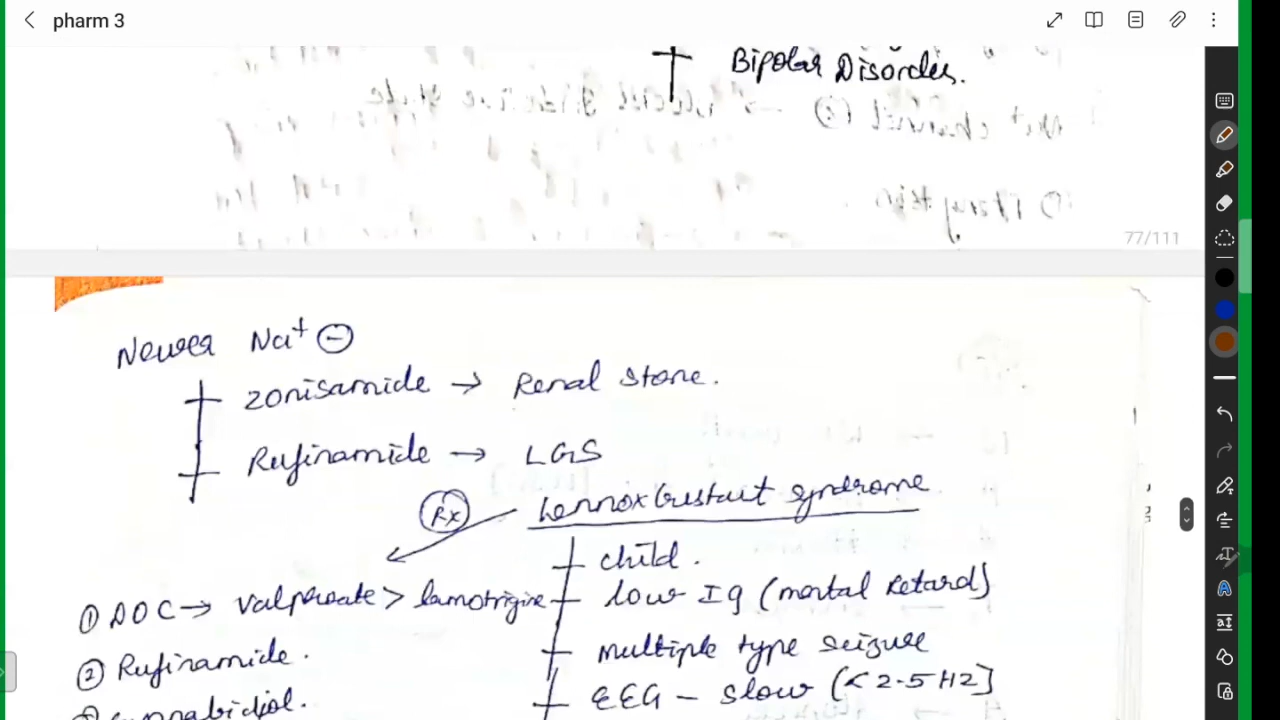 pharm 3
Bipolar Disorder.
77/111
Newer Na+ ⊖
Zonisamide → Renal Stone.
Rufinamide → LGS
Rx
Lennox Gustaut syndrome
child.
① DOC → valproate > lamotrigine
low IQ (mental Retard)
② Rufinamide.
multiple type seizure
EEG - slow (< 2.5 HZ]